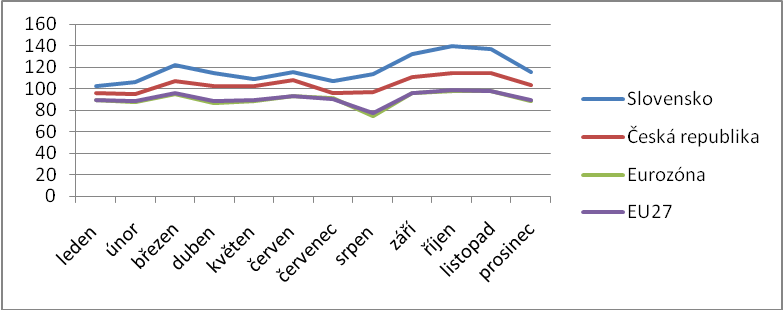 160
140
120
100
80
60
40
20
0
leden
únor
březen
duben
květen
červen
červenec
srpen
září
říjen
listopad
prosinec
Slovensko
Česká republika
Eurozóna
EU27